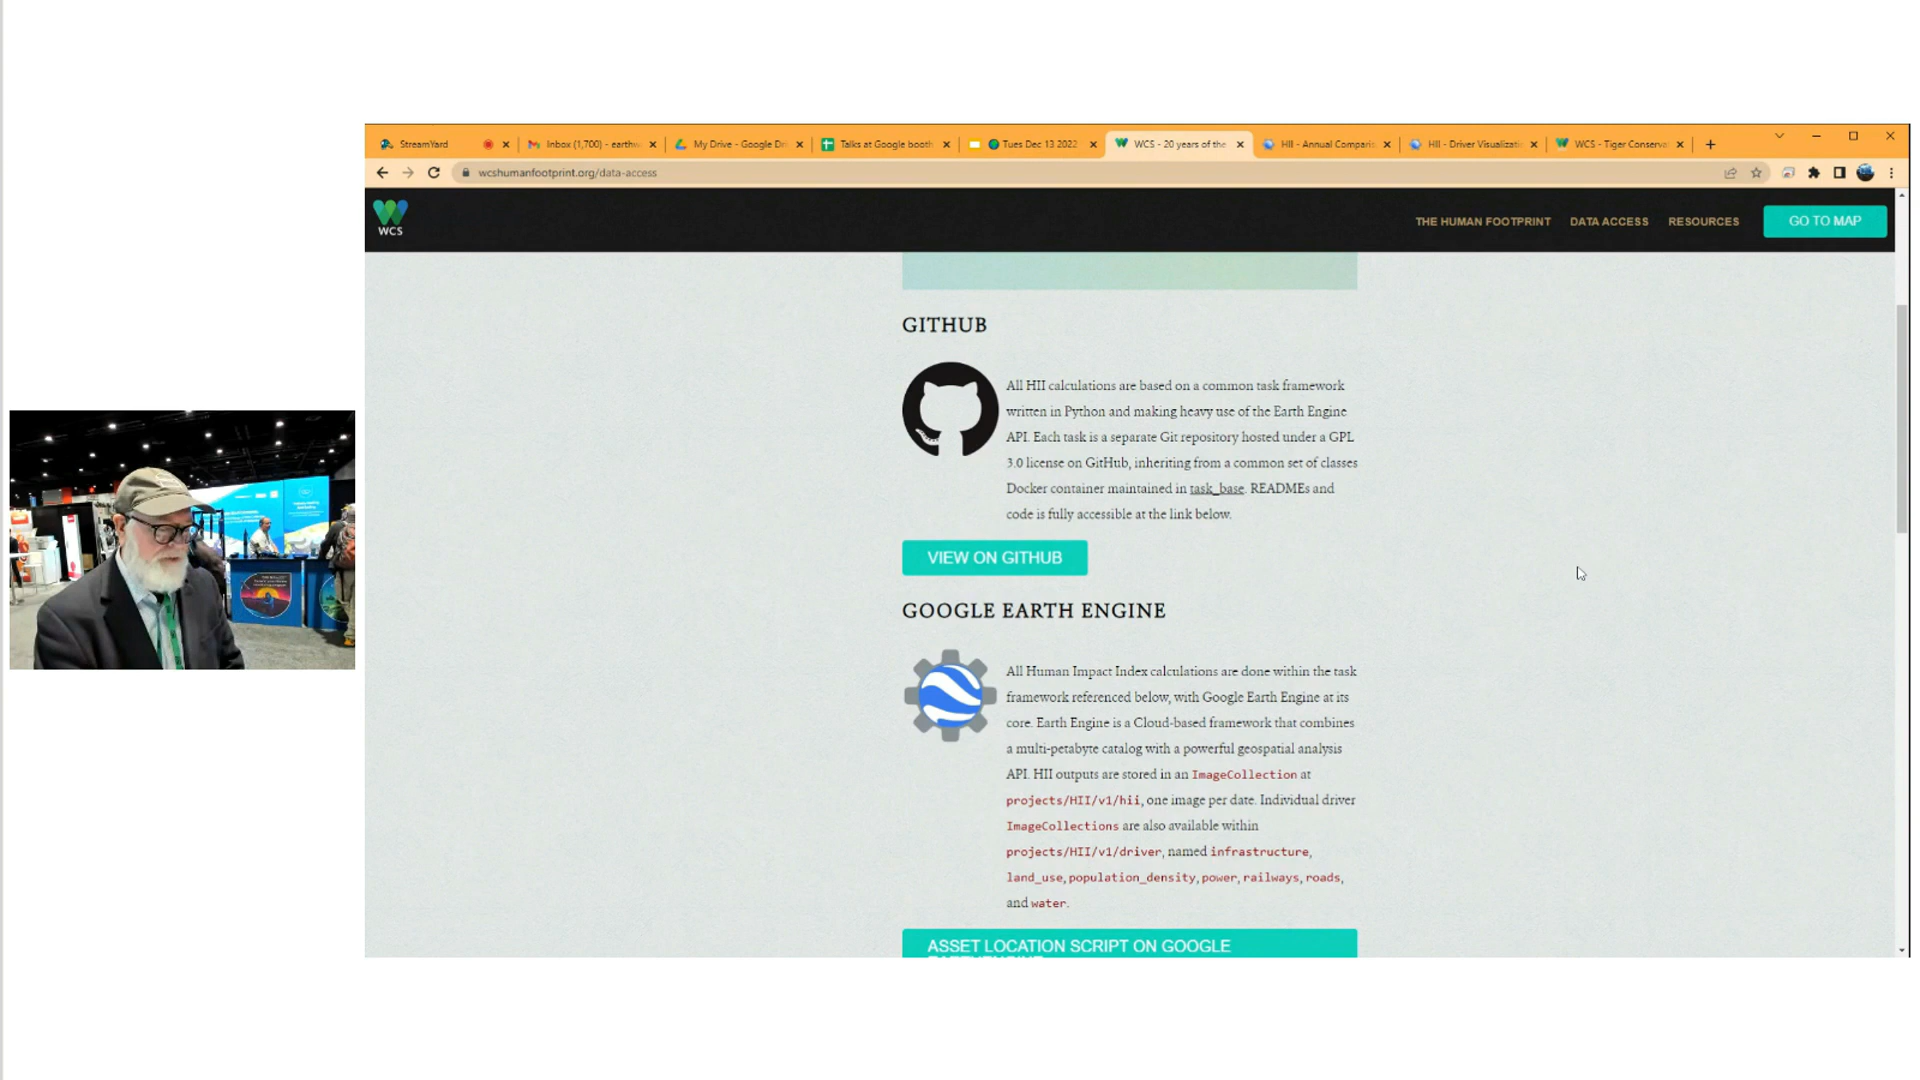 StreamYard
Inbox (1,700) - earthw
My Drive - Google Dr
Talks at Google booth
Tues Dec 13 2022
WCS - 20 years of the
HII - Annual Comparis
HII - Driver Visualizati
WCS - Tiger Conserva
wcshumanfootprint.org/data-access
WCS
THE HUMAN FOOTPRINT
DATA ACCESS
RESOURCES
GO TO MAP
GITHUB
All HII calculations are based on a common task framework
written in Python and making heavy use of the Earth Engine
API. Each task is a separate Git repository hosted under a GPL
3.0 license on GitHub, inheriting from a common set of classes
Docker container maintained in task_base. READMEs and
code is fully accessible at the link below.
VIEW ON GITHUB
GOOGLE EARTH ENGINE
All Human Impact Index calculations are done within the task
framework referenced below, with Google Earth Engine at its
core. Earth Engine is a Cloud-based framework that combines
a multi-petabyte catalog with a powerful geospatial analysis
API. HII outputs are stored in an ImageCollection at
projects/HII/v1/hii, one image per date. Individual driver
ImageCollections are also available within
projects/HII/v1/driver, named infrastructure,
land_use, population_density, power, railways, roads,
and water.
ASSET LOCATION SCRIPT ON GOOGLE